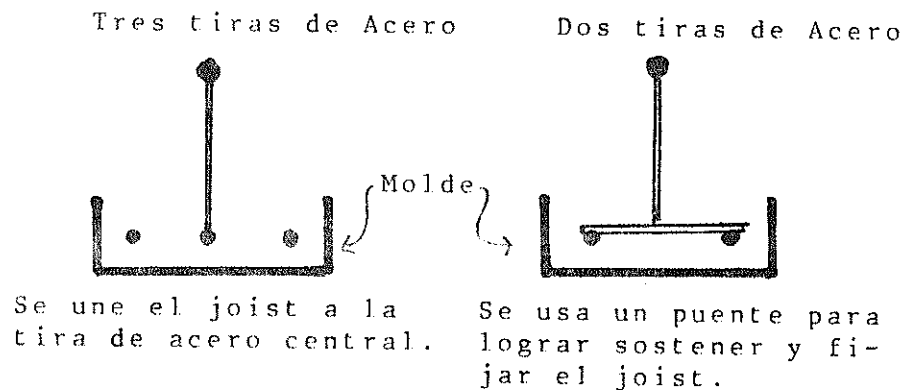 Tres tiras de Acero
Dos tiras de Acero
Molde
Se une el joist a la
tira de acero central.
Se usa un puente para
lograr sostener y fi-
jar el joist.